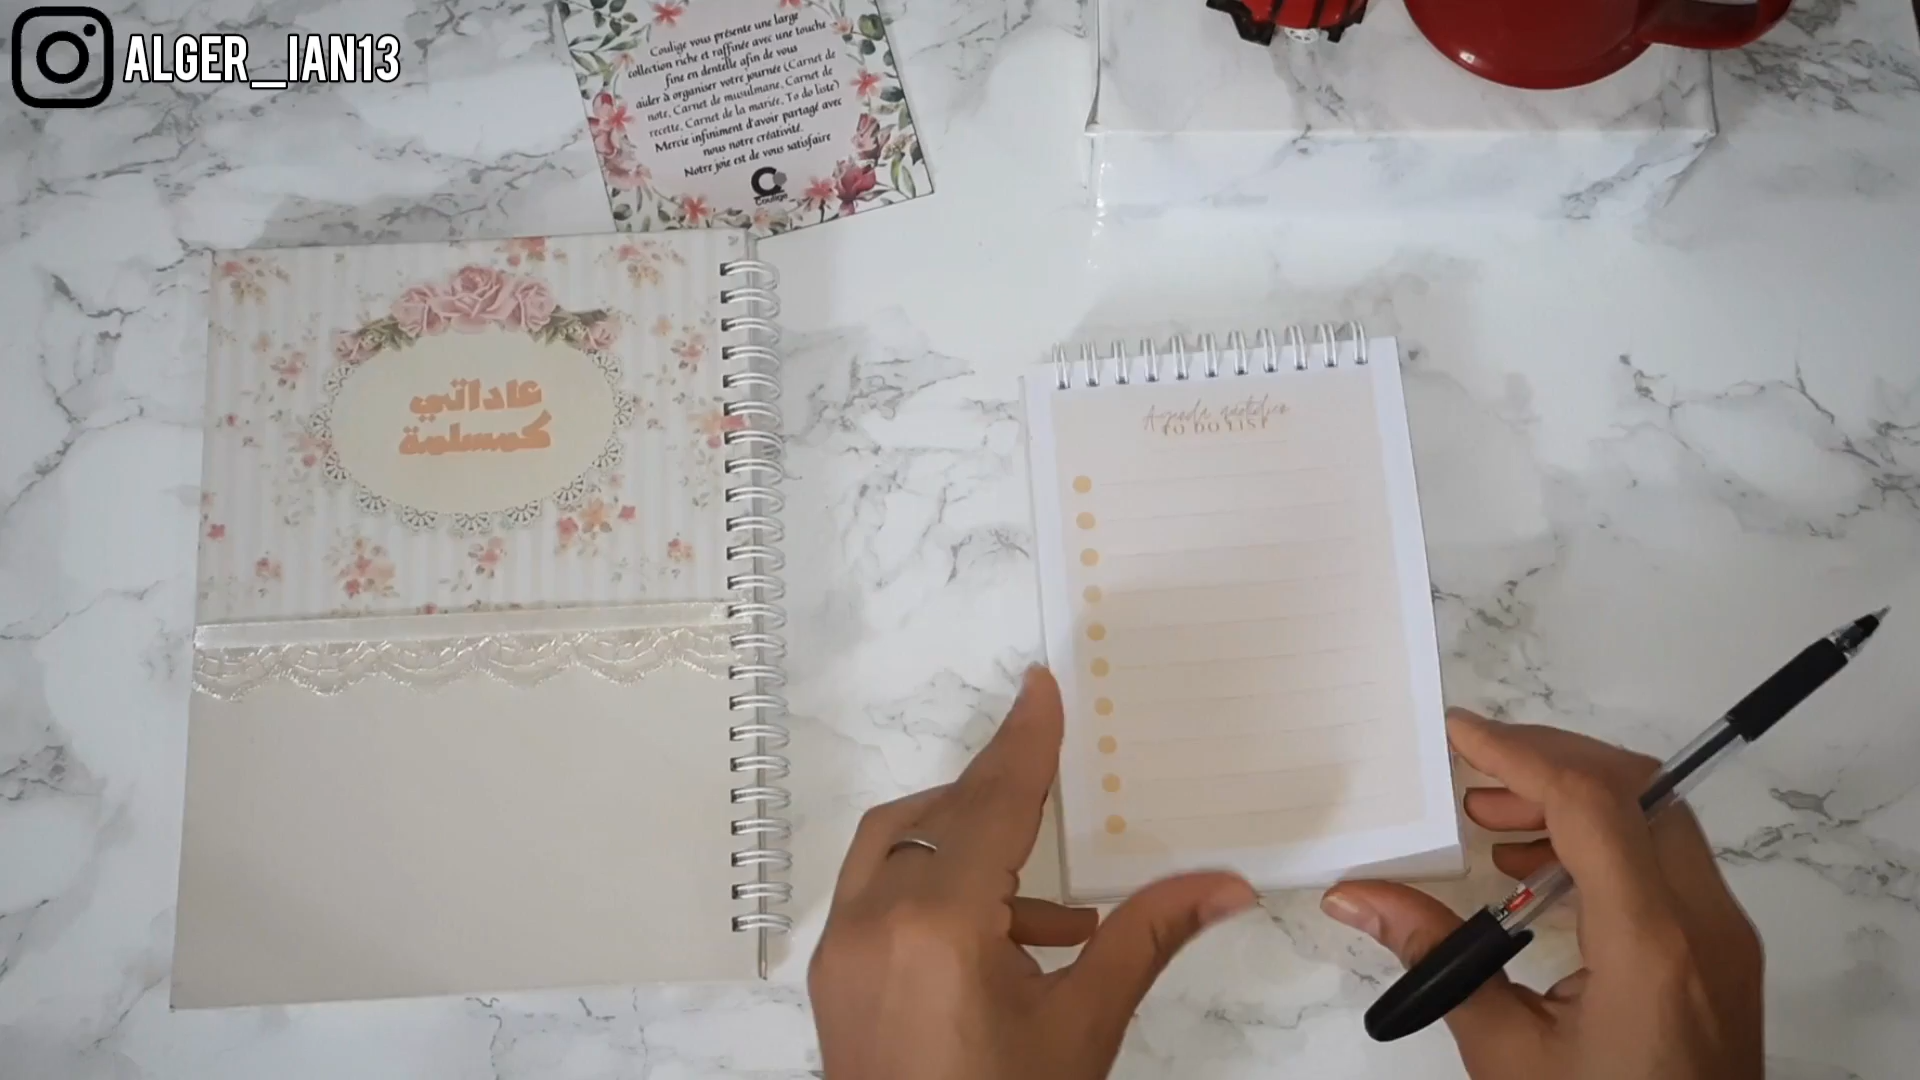 ALGER_IAN13
Coulige vous présente une large
collection riche et raffinée avec une touche
fine en dentelle afin de vous
aider à organiser votre journée (Carnet de
note, Carnet de musulmane, Carnet de
recette, Carnet de la mariée, To do liste)
Mercie infiniment d'avoir partagé avec
nous notre créativité.
Notre joie est de vous satisfaire
Coulige
عاداتي
كمسلمة
Agenda
TO DO LIST